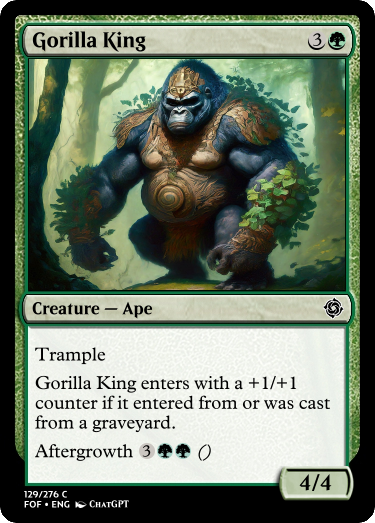 Gorilla King 3
Creature — Ape
Trample
Gorilla King enters with a +1/+1
counter if it entered from or was cast
from a graveyard.
Aftergrowth 3 ()
4/4
129/276 C
FOF • ENG ChatGPT